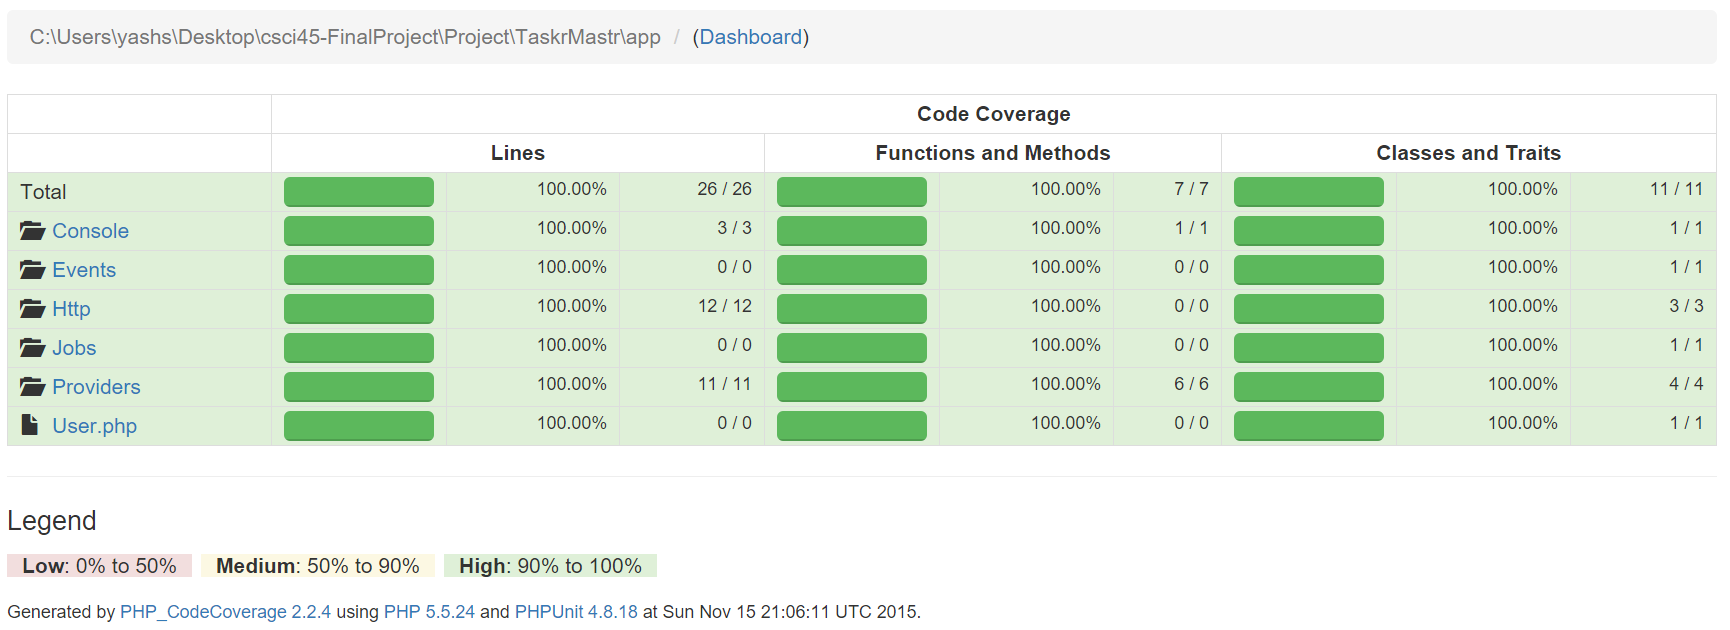 C:\Users\yashs\Desktop\csci45-FinalProject\Project\TaskrMastr\app / (Dashboard)
Code Coverage
Lines Functions and Methods Classes and Traits
Total 100.00% 26 / 26 100.00% 7 / 7 100.00% 11 / 11
Console 100.00% 3 / 3 100.00% 1 / 1 100.00% 1 / 1
Events 100.00% 0 / 0 100.00% 0 / 0 100.00% 1 / 1
Http 100.00% 12 / 12 100.00% 0 / 0 100.00% 3 / 3
Jobs 100.00% 0 / 0 100.00% 0 / 0 100.00% 1 / 1
Providers 100.00% 11 / 11 100.00% 6 / 6 100.00% 4 / 4
User.php 100.00% 0 / 0 100.00% 0 / 0 100.00% 1 / 1
Legend
Low: 0% to 50% Medium: 50% to 90% High: 90% to 100%
Generated by PHP_CodeCoverage 2.2.4 using PHP 5.5.24 and PHPUnit 4.8.18 at Sun Nov 15 21:06:11 UTC 2015.